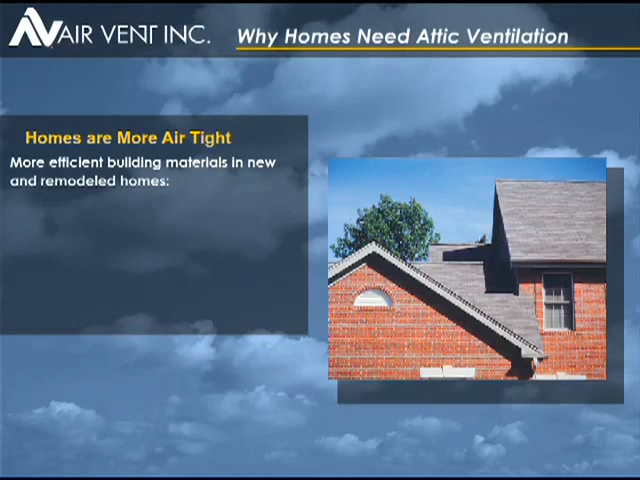 AIR VENT INC.
Why Homes Need Attic Ventilation
Homes are More Air Tight
More efficient building materials in new
and remodeled homes: